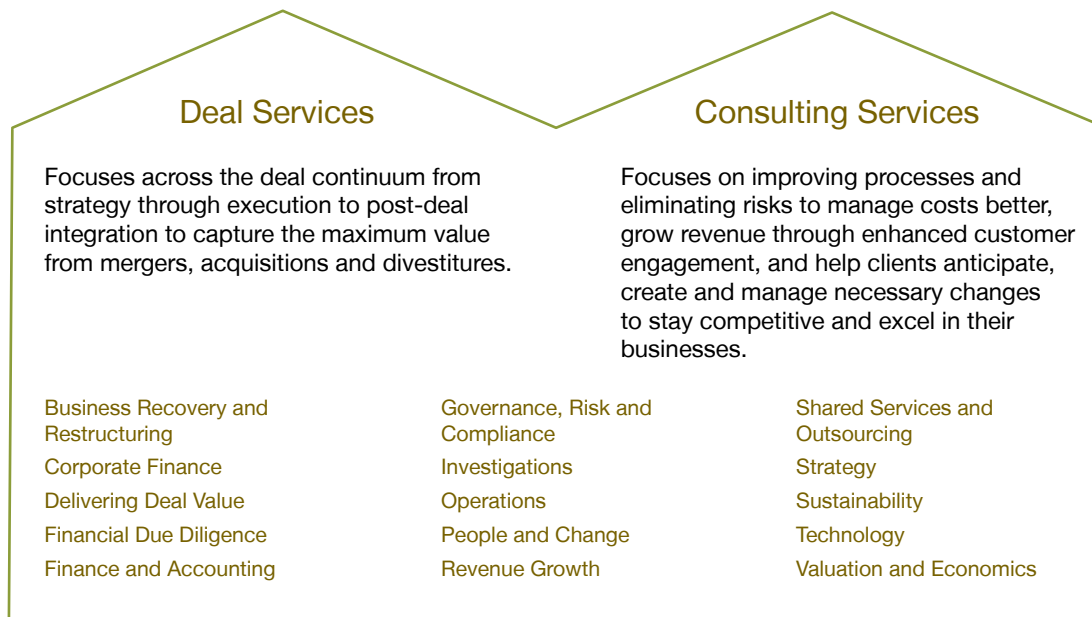 Deal Services
Focuses across the deal continuum from
strategy through execution to post-deal
integration to capture the maximum value
from mergers, acquisitions and divestitures.
Consulting Services
Focuses on improving processes and
eliminating risks to manage costs better,
grow revenue through enhanced customer
engagement, and help clients anticipate,
create and manage necessary changes
to stay competitive and excel in their
businesses.
Business Recovery and
Restructuring
Corporate Finance
Delivering Deal Value
Financial Due Diligence
Finance and Accounting
Governance, Risk and
Compliance
Investigations
Operations
People and Change
Revenue Growth
Shared Services and
Outsourcing
Strategy
Sustainability
Technology
Valuation and Economics